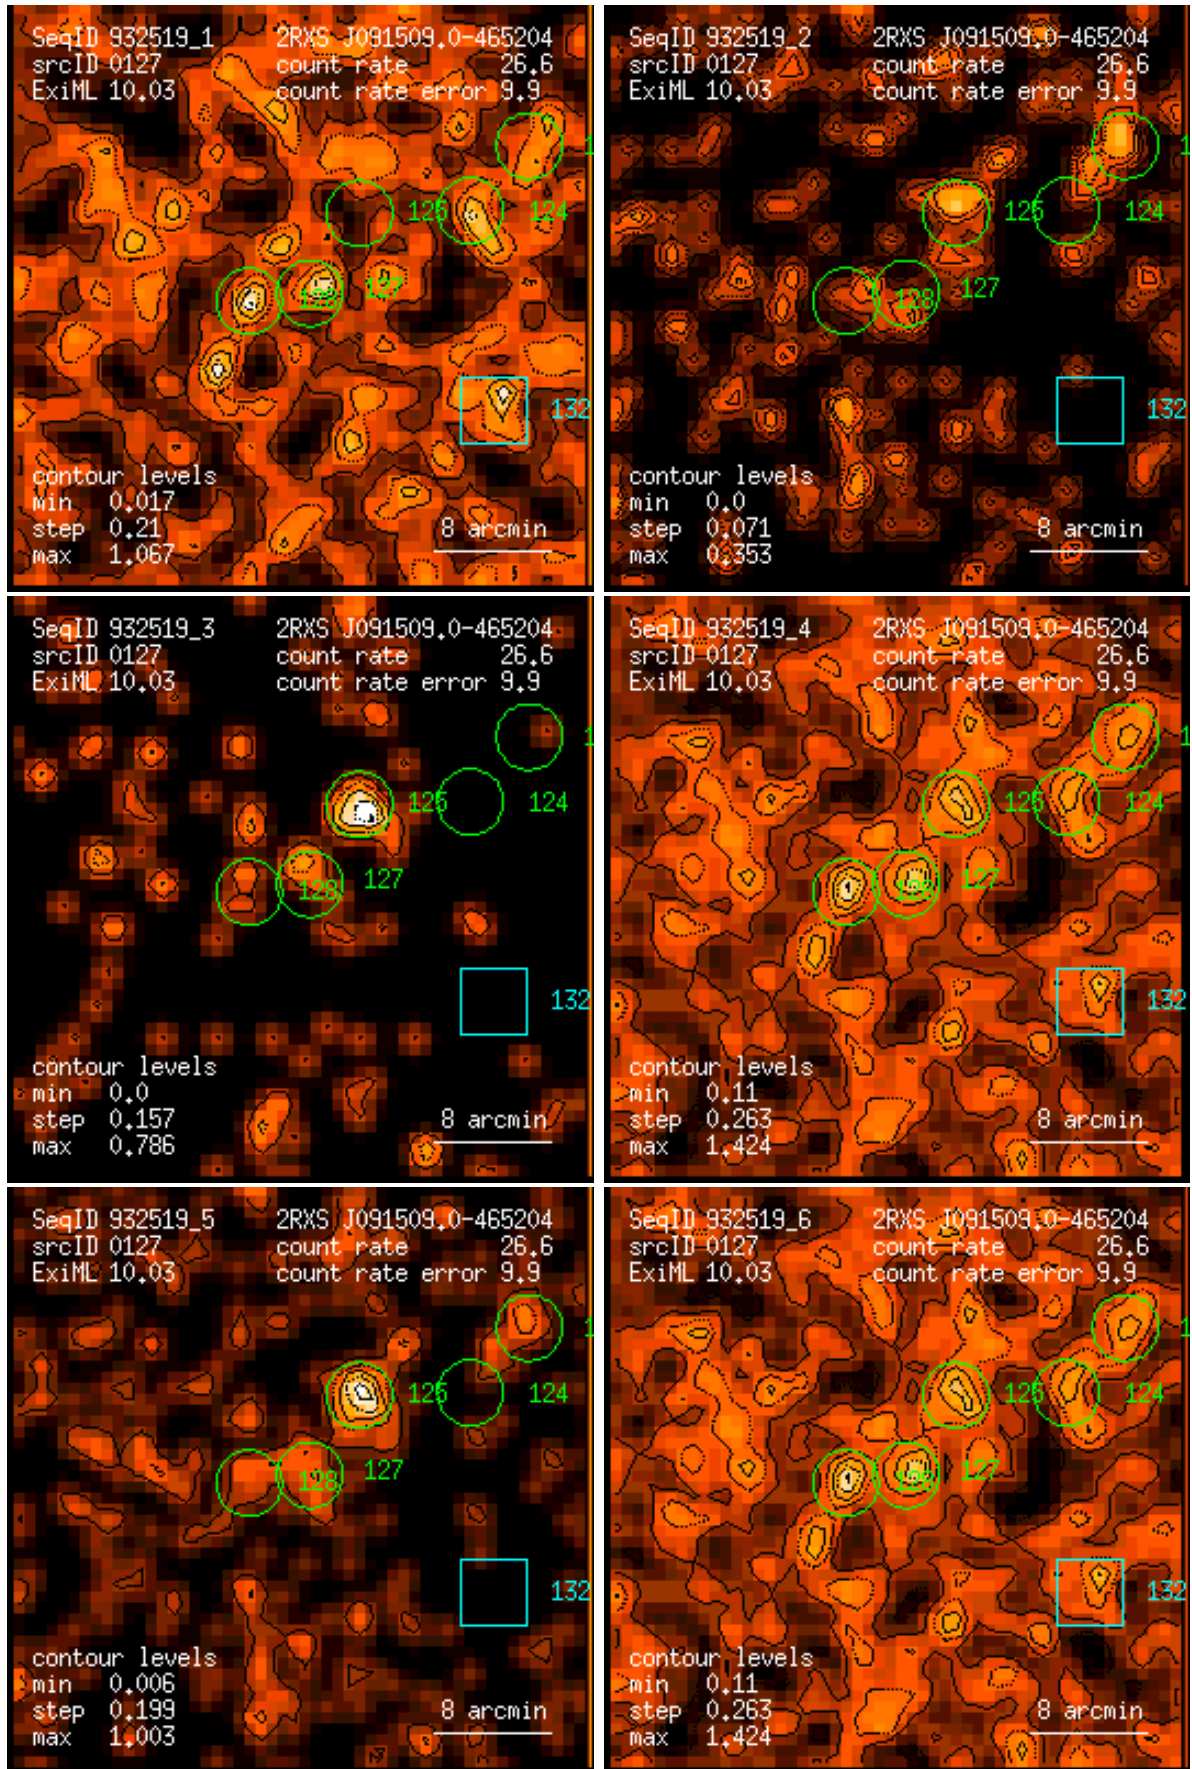 SeqID 932519_1 2RXS J091509.0-465204
srcID 0127 count rate 26.6
ExiML 10.03 count rate error 9.9
125 124
128 127
132
contour levels
min 0.017
step 0.21
max 1.067
8 arcmin
SeqID 932519_2 2RXS J091509.0-465204
srcID 0127 count rate 26.6
ExiML 10.03 count rate error 9.9
1
125 124
128 127
132
contour levels
min 0.0
step 0.071
max 0.353
8 arcmin
SeqID 932519_3 2RXS J091509.0-465204
srcID 0127 count rate 26.6
ExiML 10.03 count rate error 9.9
1
125 124
128 127
132
contour levels
min 0.0
step 0.157
max 0.786
8 arcmin
SeqID 932519_4 2RXS J091509.0-465204
srcID 0127 count rate 26.6
ExiML 10.03 count rate error 9.9
1
125 124
127
132
contour levels
min 0.11
step 0.263
max 1.424
8 arcmin
SeqID 932519_5 2RXS J091509.0-465204
srcID 0127 count rate 26.6
ExiML 10.03 count rate error 9.9
1
125 124
128 127
132
contour levels
min 0.006
step 0.199
max 1.003
8 arcmin
SeqID 932519_6 2RXS J091509.0-465204
srcID 0127 count rate 26.6
ExiML 10.03 count rate error 9.9
1
125 124
127
132
contour levels
min 0.11
step 0.263
max 1.424
8 arcmin